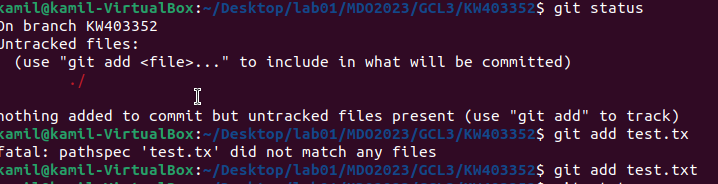 kamil@kamil-VirtualBox:~/Desktop/lab01/MDO2023/GCL3/KW403352$ git status
On branch KW403352
Untracked files:
  (use "git add <file>..." to include in what will be committed)
        ./

nothing added to commit but untracked files present (use "git add" to track)
kamil@kamil-VirtualBox:~/Desktop/lab01/MDO2023/GCL3/KW403352$ git add test.tx
fatal: pathspec 'test.tx' did not match any files
kamil@kamil-VirtualBox:~/Desktop/lab01/MDO2023/GCL3/KW403352$ git add test.txt